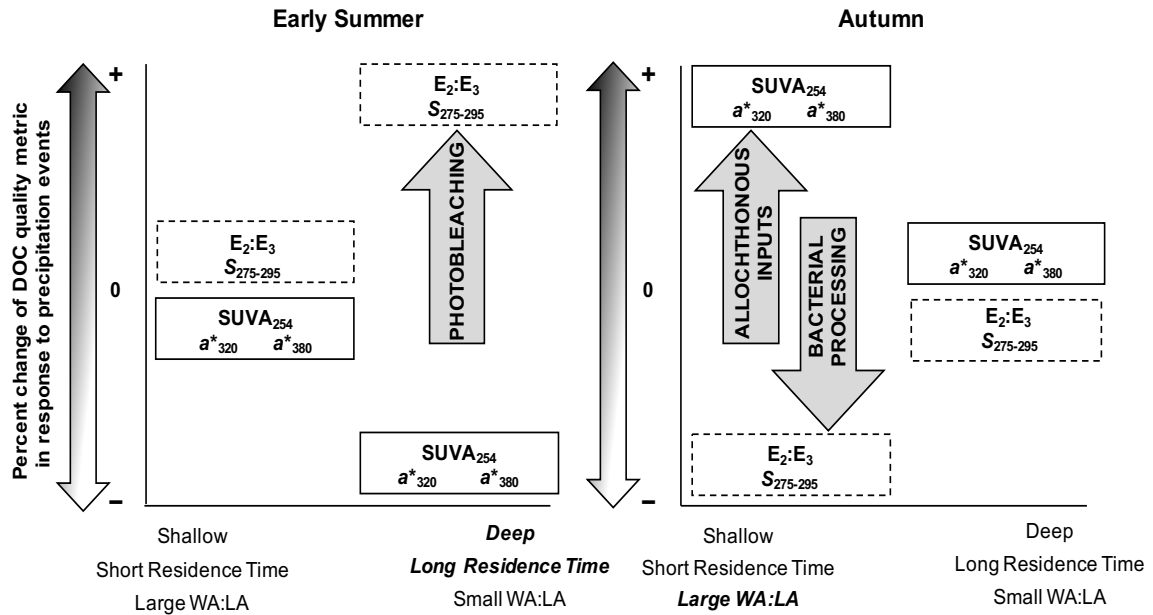 Early Summer
Autumn
Percent change of DOC quality metric
in response to precipitation events
+
0
−
E2:E3
S275-295
SUVA254
a*320 a*380
E2:E3
S275-295
PHOTOBLEACHING
SUVA254
a*320 a*380
Shallow
Short Residence Time
Large WA:LA
Deep
Long Residence Time
Small WA:LA
+
0
−
SUVA254
a*320 a*380
ALLOCHTHONOUS
INPUTS
BACTERIAL
PROCESSING
E2:E3
S275-295
SUVA254
a*320 a*380
E2:E3
S275-295
Shallow
Short Residence Time
Large WA:LA
Deep
Long Residence Time
Small WA:LA